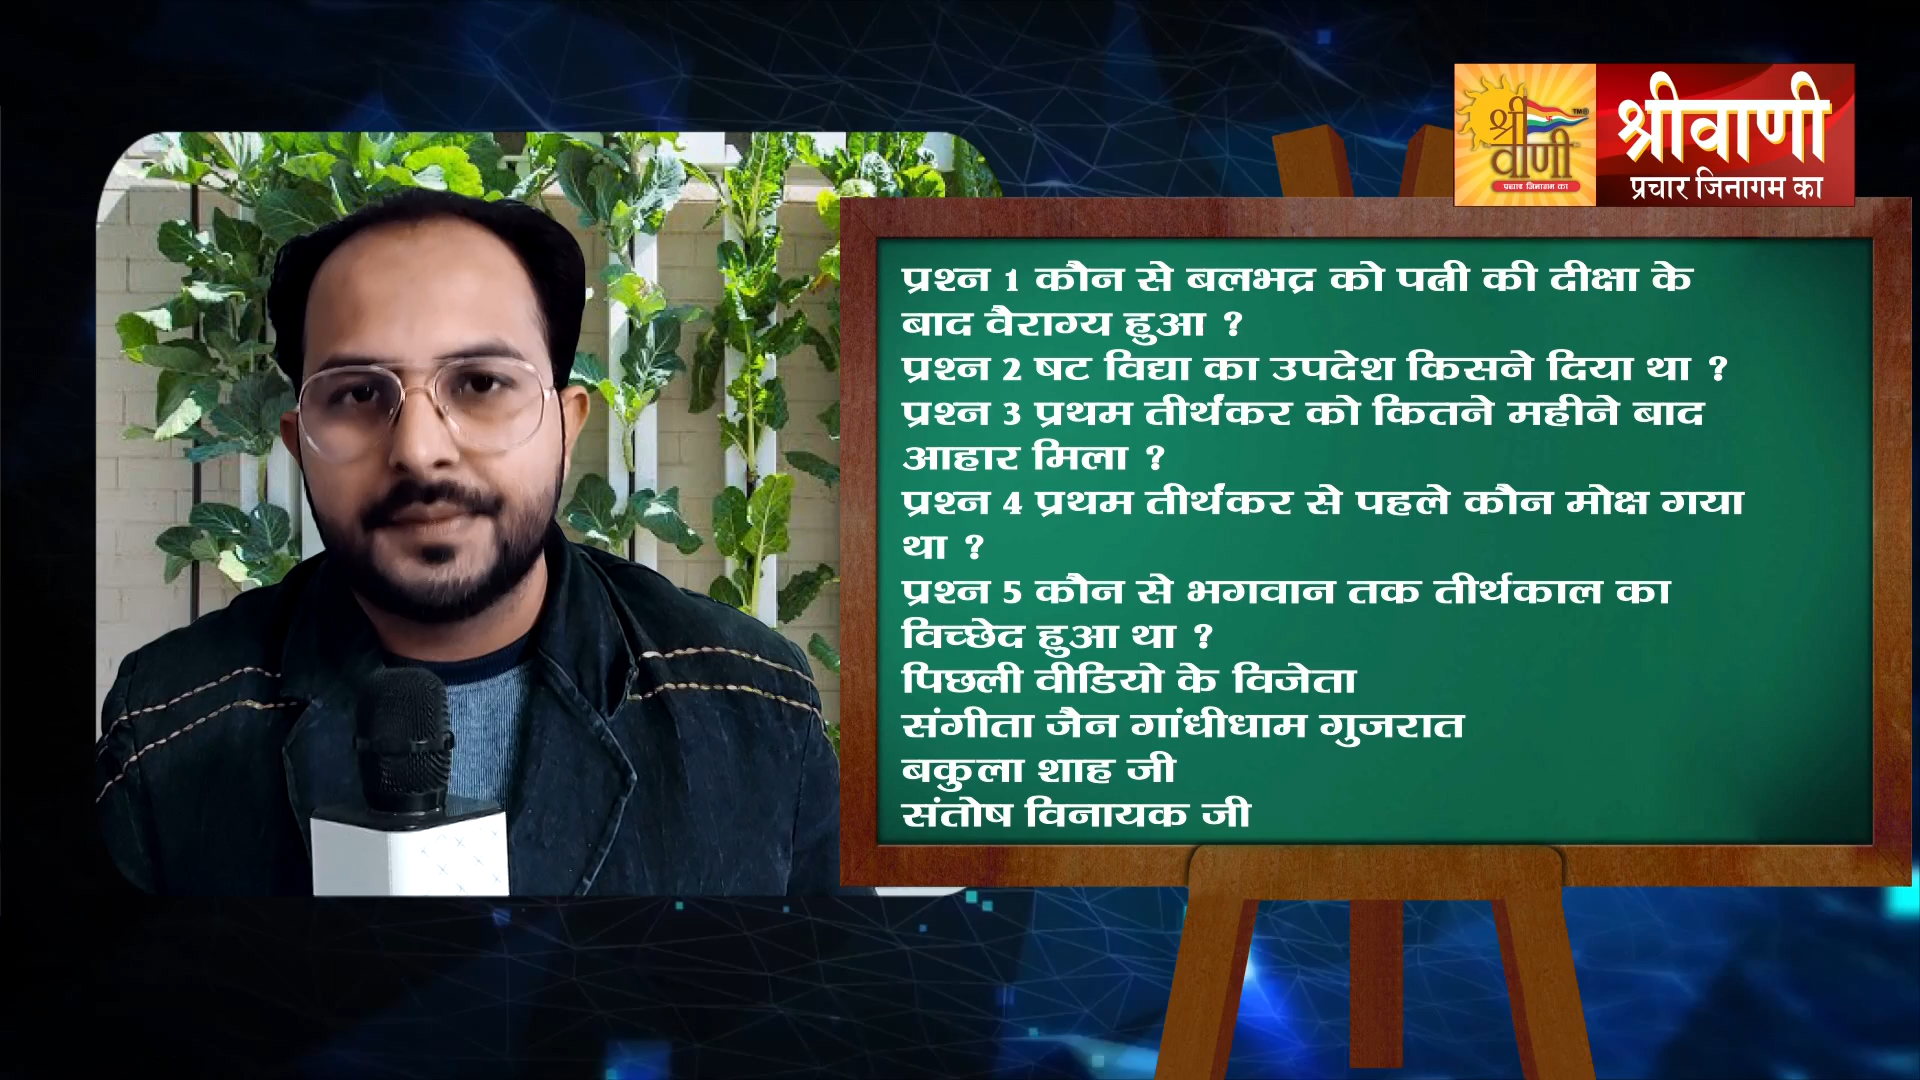 श्री
वाणी
TM
प्रचार जिनागम का
श्रीवाणी
प्रचार जिनागम का
प्रश्न 1 कौन से बलभद्र को पत्नी की दीक्षा के
बाद वैराग्य हुआ ?
प्रश्न 2 षट विद्या का उपदेश किसने दिया था ?
प्रश्न 3 प्रथम तीर्थंकर को कितने महीने बाद
आहार मिला ?
प्रश्न 4 प्रथम तीर्थंकर से पहले कौन मोक्ष गया
था ?
प्रश्न 5 कौन से भगवान तक तीर्थकाल का
विच्छेद हुआ था ?
पिछली वीडियो के विजेता
संगीता जैन गांधीधाम गुजरात
बकुला शाह जी
संतोष विनायक जी